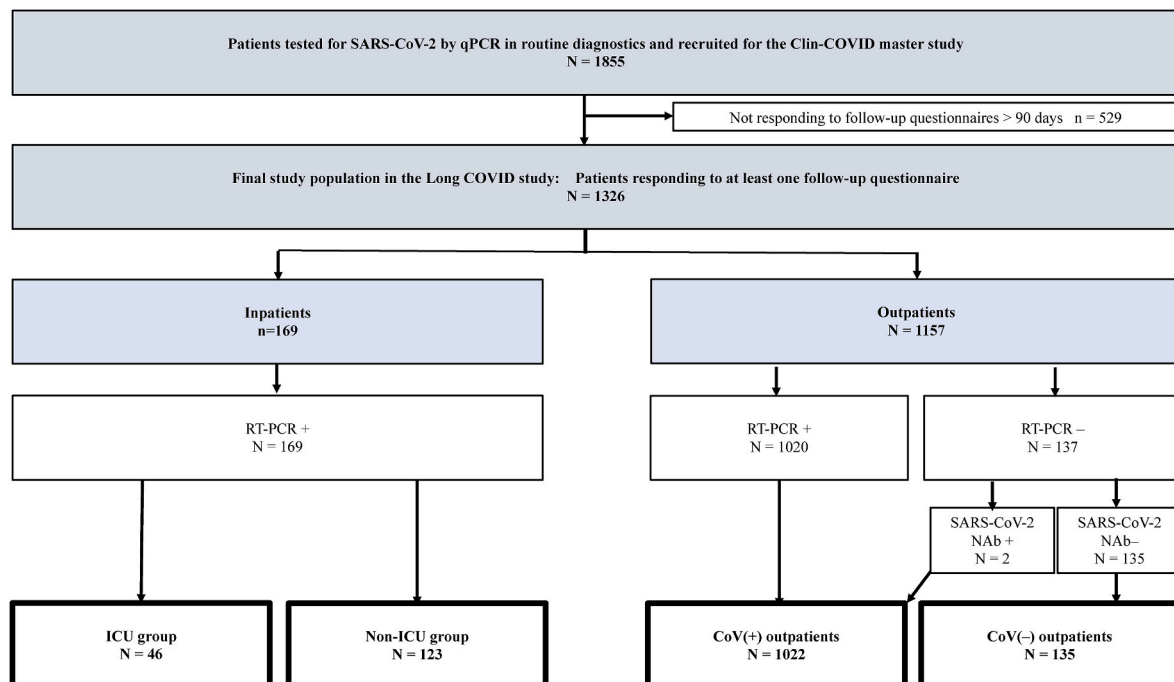 Patients tested for SARS-CoV-2 by qPCR in routine diagnostics and recruited for the Clin-COVID master study
N = 1855
Not responding to follow-up questionnaires > 90 days n = 529
Final study population in the Long COVID study: Patients responding to at least one follow-up questionnaire
N = 1326
Inpatients
n=169
Outpatients
N = 1157
RT-PCR +
N = 169
RT-PCR +
N = 1020
RT-PCR –
N = 137
SARS-CoV-2
NAb +
N = 2
SARS-CoV-2
NAb–
N = 135
ICU group
N = 46
Non-ICU group
N = 123
CoV(+) outpatients
N = 1022
CoV(–) outpatients
N = 135